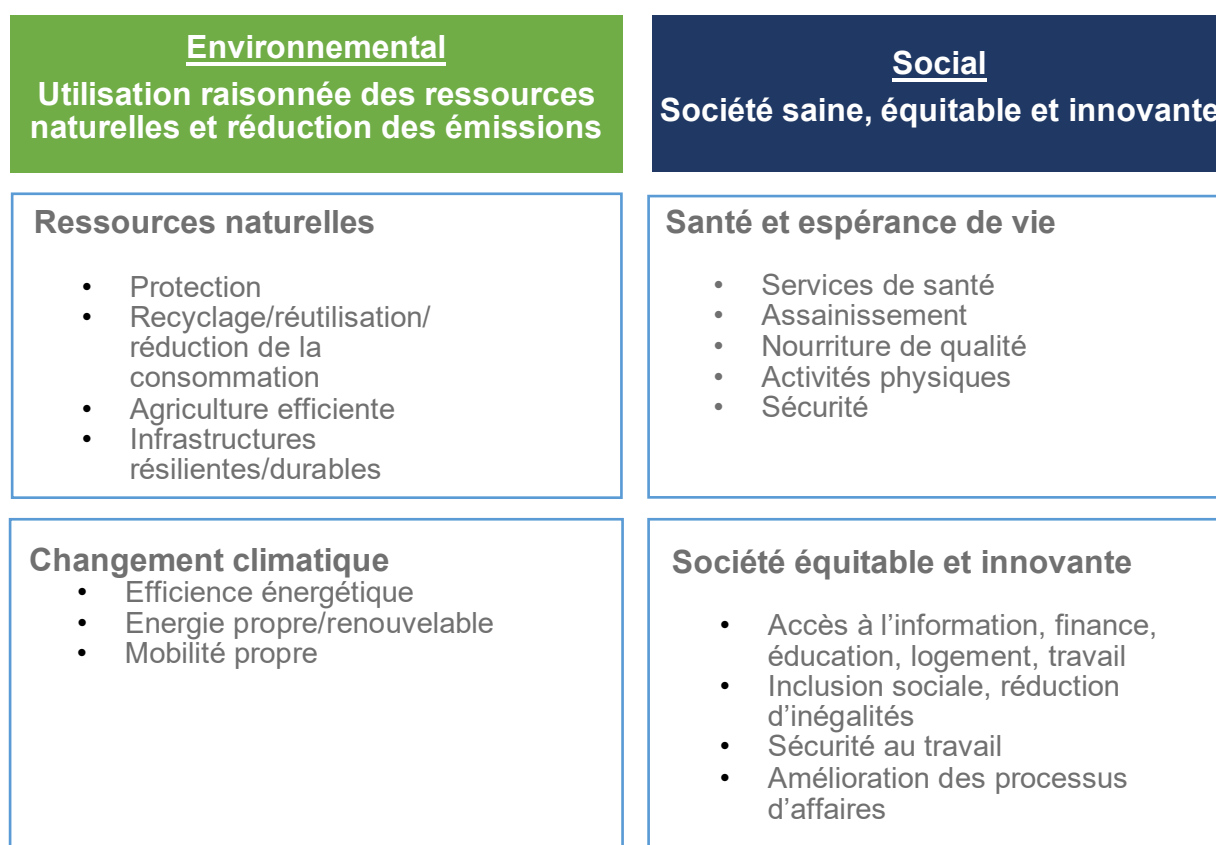 Environnemental
Utilisation raisonnée des ressources
naturelles et réduction des émissions
Social
Société saine, équitable et innovante
Ressources naturelles
• Protection
• Recyclage/réutilisation/
réduction de la
consommation
• Agriculture efficiente
• Infrastructures
résilientes/durables
Santé et espérance de vie
• Services de santé
• Assainissement
• Nourriture de qualité
• Activités physiques
• Sécurité
Changement climatique
• Efficience énergétique
• Energie propre/renouvelable
• Mobilité propre
Société équitable et innovante
• Accès à l’information, finance,
éducation, logement, travail
• Inclusion sociale, réduction
d’inégalités
• Sécurité au travail
• Amélioration des processus
d’affaires